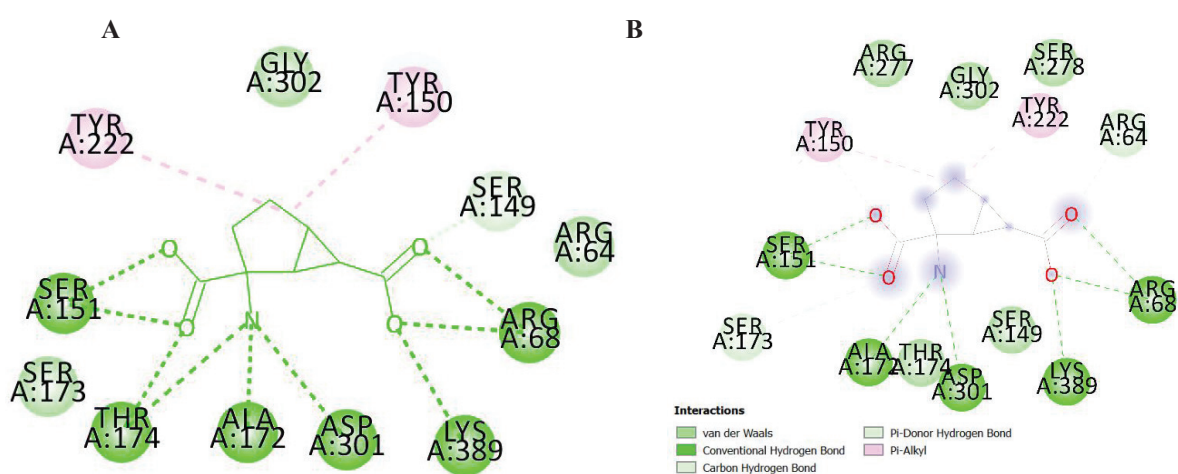 A
GLY
A:302
TYR
A:150
TYR
A:222
SER
A:149
ARG
A:64
O
O
SER
A:151
O
N
O
ARG
A:68
SER
A:173
THR
A:174
ALA
A:172
ASP
A:301
LYS
A:389
B
ARG
A:277
GLY
A:302
SER
A:278
TYR
A:222
TYR
A:150
ARG
A:64
O
O
SER
A:151
O
N
O
ARG
A:68
SER
A:173
ALA
A:172
THR
A:174
ASP
A:301
SER
A:149
LYS
A:389
Interactions
van der Waals
Conventional Hydrogen Bond
Carbon Hydrogen Bond
Pi-Donor Hydrogen Bond
Pi-Alkyl